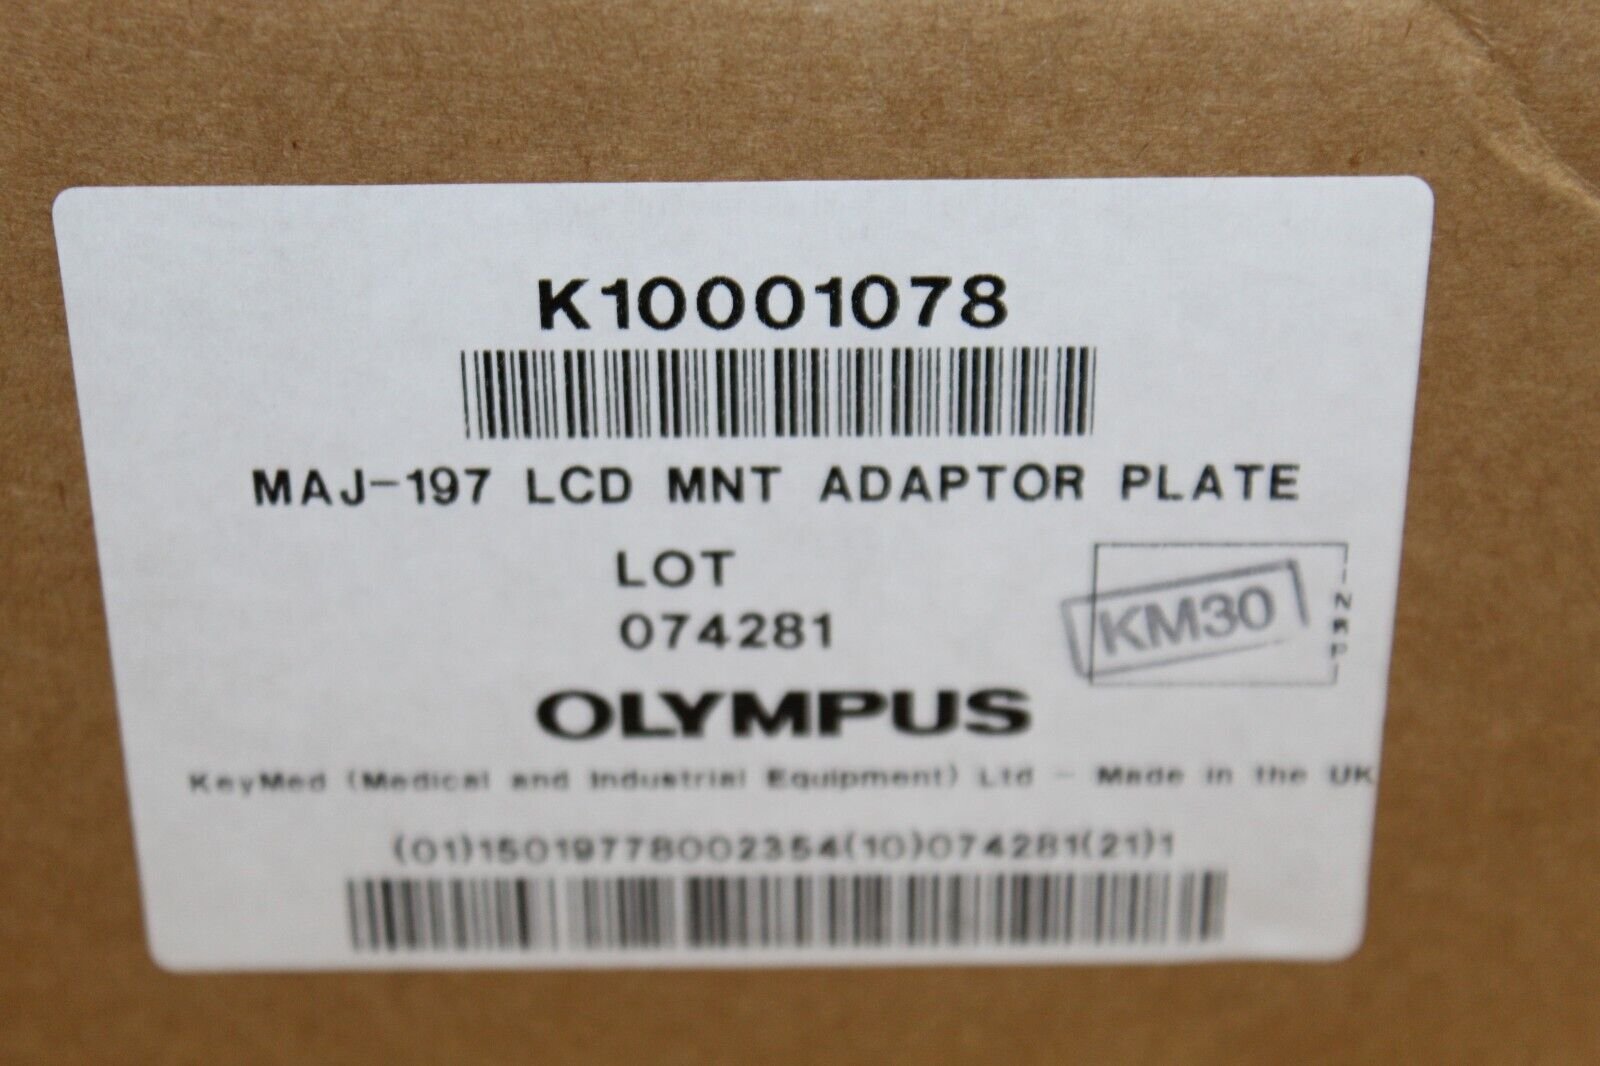 K10001078
MAJ-197 LCD MNT ADAPTOR PLATE
LOT
074281
KM30
INRPI
OLYMPUS
KeyMed (Medical and Industrial Equipment) Ltd - Made in the UK
(01)15019778002354(10)074281(21)1